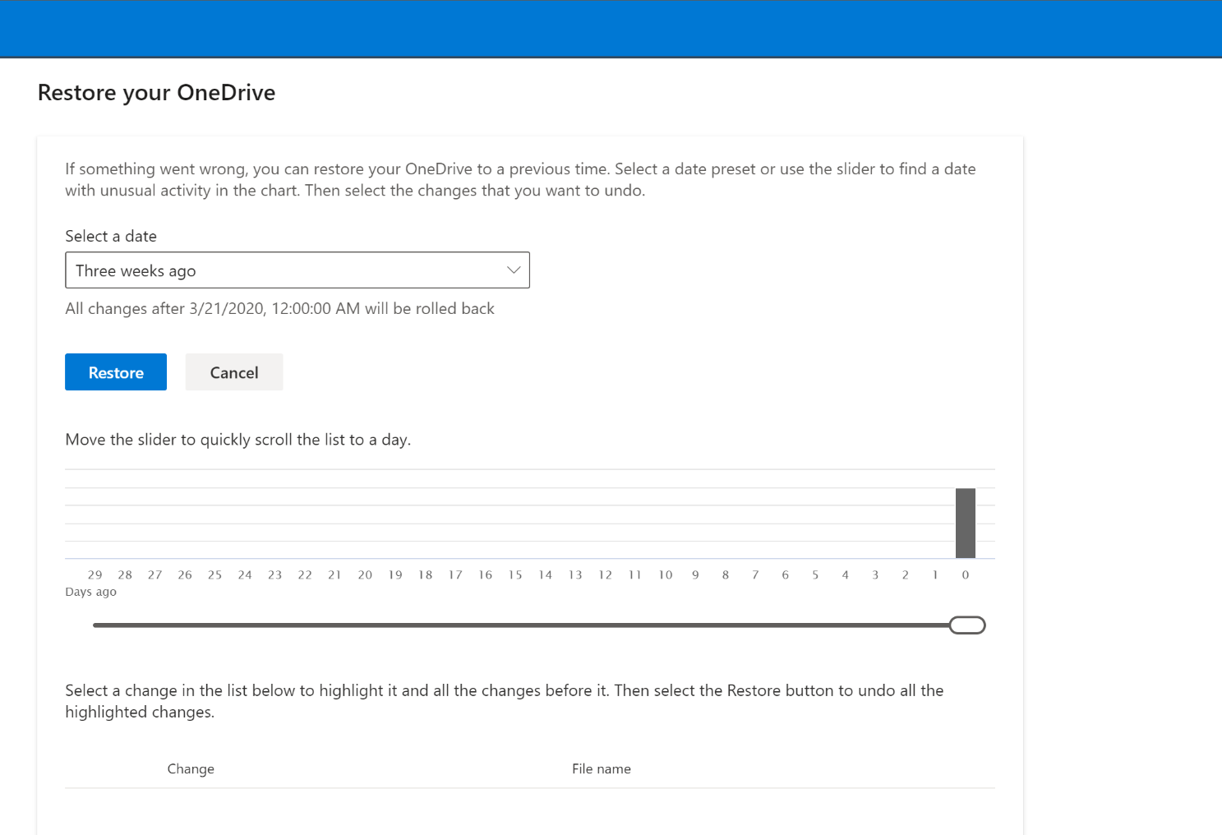 Restore your OneDrive
If something went wrong, you can restore your OneDrive to a previous time. Select a date preset or use the slider to find a date
with unusual activity in the chart. Then select the changes that you want to undo.
Select a date
Three weeks ago
All changes after 3/21/2020, 12:00:00 AM will be rolled back
Restore Cancel
Move the slider to quickly scroll the list to a day.
29 28 27 26 25 24 23 22 21 20 19 18 17 16 15 14 13 12 11 10 9 8 7 6 5 4 3 2 1 0
Days ago
Select a change in the list below to highlight it and all the changes before it. Then select the Restore button to undo all the
highlighted changes.
Change File name